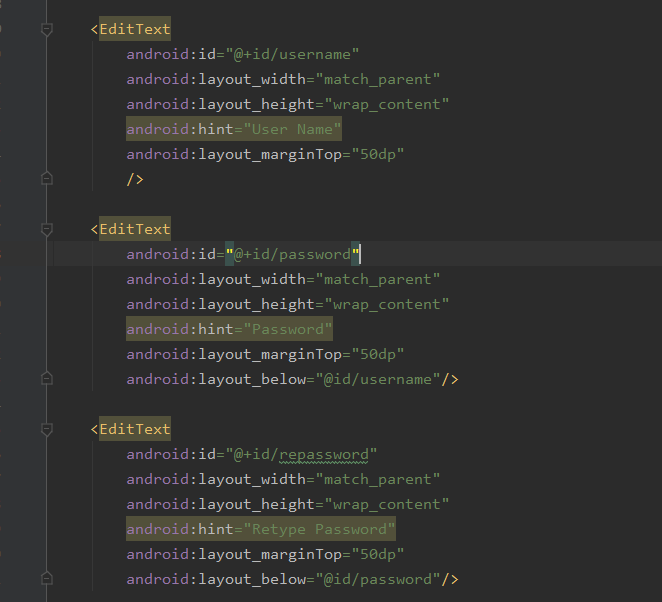 <EditText
android:id="@+id/username"
android:layout_width="match_parent"
android:layout_height="wrap_content"
android:hint="User Name"
android:layout_marginTop="50dp"
/>
<EditText
android:id="@+id/password"
android:layout_width="match_parent"
android:layout_height="wrap_content"
android:hint="Password"
android:layout_marginTop="50dp"
android:layout_below="@id/username"/>
<EditText
android:id="@+id/repassword"
android:layout_width="match_parent"
android:layout_height="wrap_content"
android:hint="Retype Password"
android:layout_marginTop="50dp"
android:layout_below="@id/password"/>